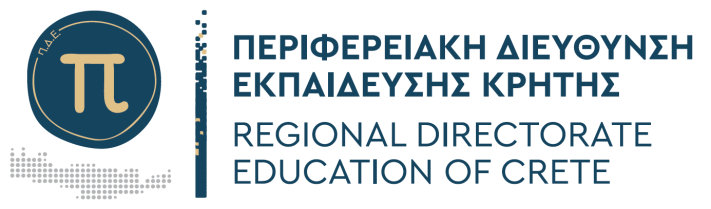 Π.Δ.Ε.
π
ΠΕΡΙΦΕΡΕΙΑΚΗ ΔΙΕΥΘΥΝΣΗ
ΕΚΠΑΙΔΕΥΣΗΣ ΚΡΗΤΗΣ
REGIONAL DIRECTORATE
EDUCATION OF CRETE